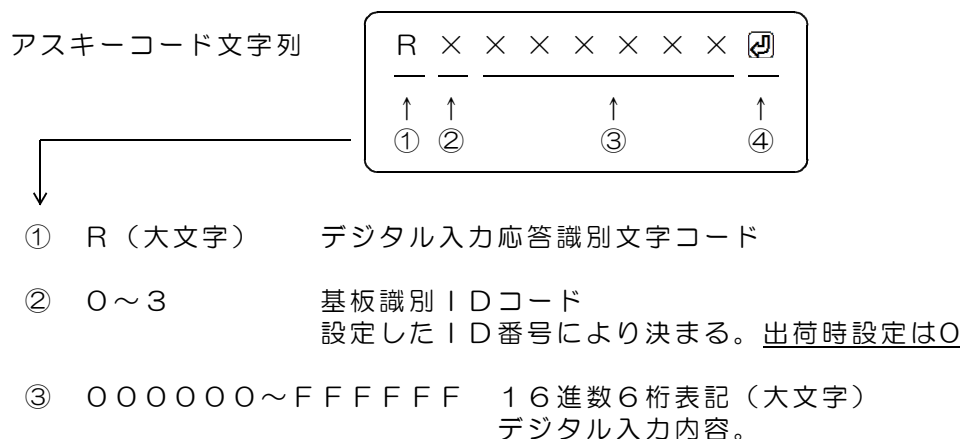 アスキーコード文字列
R × × × × × × × ↵
↑ ↑ ↑ ↑
① ② ③ ④
① R(大文字) デジタル入力応答識別文字コード
② 0~3 基板識別IDコード
設定したID番号により決まる。出荷時設定は0
③ 000000~FFFFFF 16進数6桁表記(大文字)
デジタル入力内容。